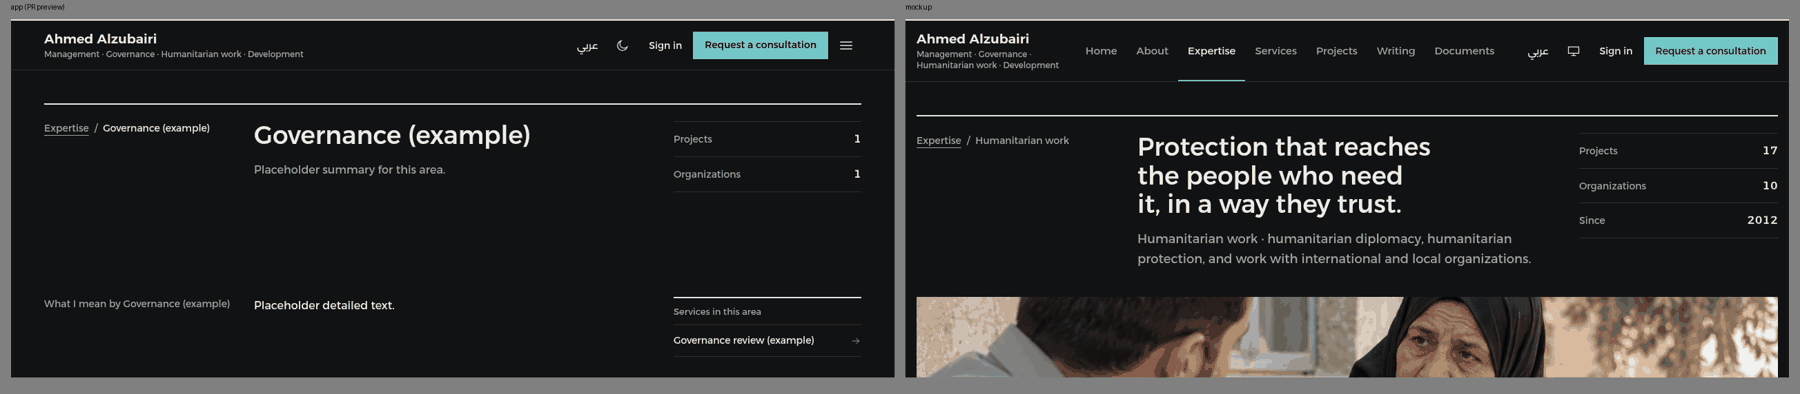 app (PR preview)
Ahmed Alzubairi
Management · Governance · Humanitarian work · Development
عربي
Sign in
Request a consultation
Expertise / Governance (example)
Governance (example)
Placeholder summary for this area.
Projects 1
Organizations 1
What I mean by Governance (example)
Placeholder detailed text.
Services in this area
Governance review (example) →
mockup
Ahmed Alzubairi
Management · Governance ·
Humanitarian work · Development
Home About Expertise Services Projects Writing Documents
عربي
Sign in
Request a consultation
Expertise / Humanitarian work
Protection that reaches
the people who need
it, in a way they trust.
Humanitarian work · humanitarian diplomacy, humanitarian
protection, and work with international and local organizations.
Projects 17
Organizations 10
Since 2012